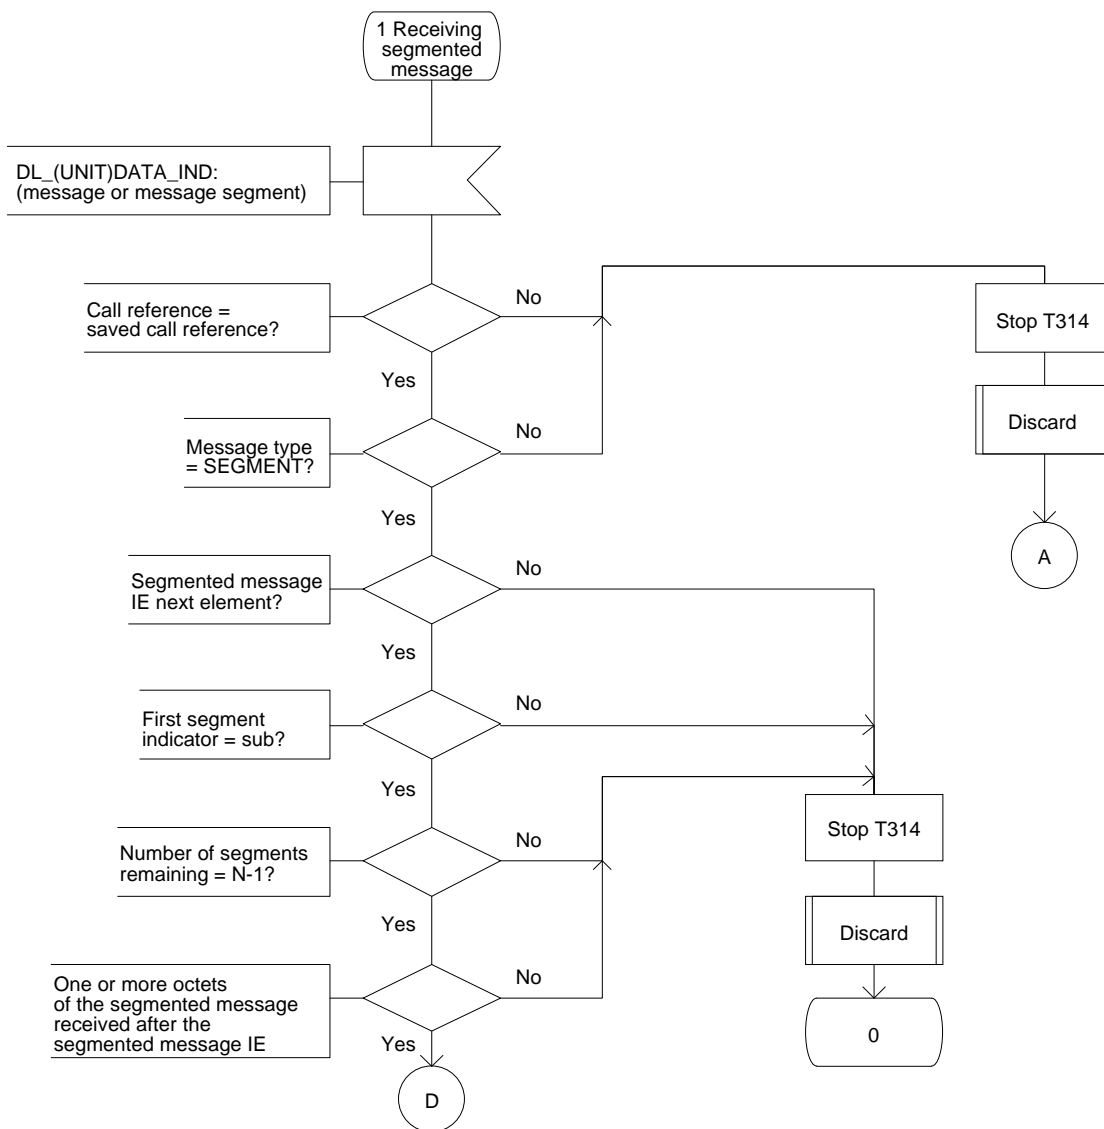 1 Receiving
segmented
message
DL_(UNIT)DATA_IND:
(message or message segment)
Call reference =
saved call reference?
No
Stop T314
Yes
Discard
Message type
= SEGMENT?
No
Yes
A
Segmented message
IE next element?
No
Yes
First segment
indicator = sub?
No
Yes
Stop T314
Number of segments
remaining = N-1?
No
Yes
Discard
One or more octets
of the segmented message
received after the
segmented message IE
No
Yes
0
D